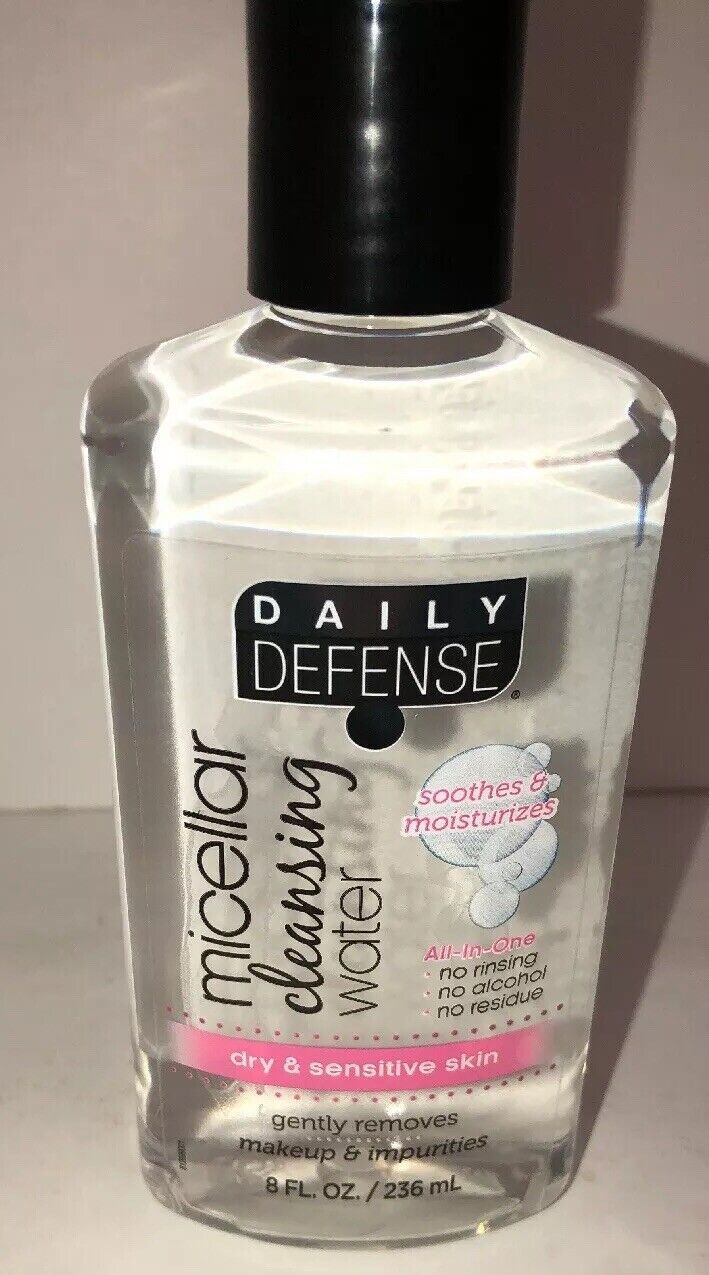 DAILY
DEFENSE®
micellar
cleansing
water
soothes &
moisturizes
All-In-One
· no rinsing
· no alcohol
· no residue
dry & sensitive skin
gently removes
makeup & impurities
8 FL. OZ. / 236 mL